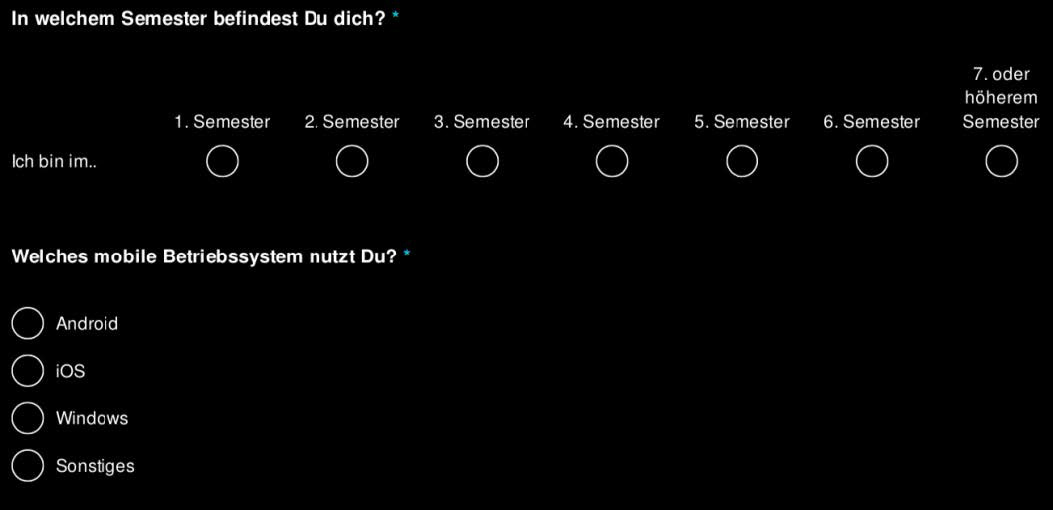 In welchem Semester befindest Du dich? *
7. oder
höherem
1. Semester 2. Semester 3. Semester 4. Semester 5. Semester 6. Semester Semester
Ich bin im..
Welches mobile Betriebssystem nutzt Du? *
Android
iOS
Windows
Sonstiges